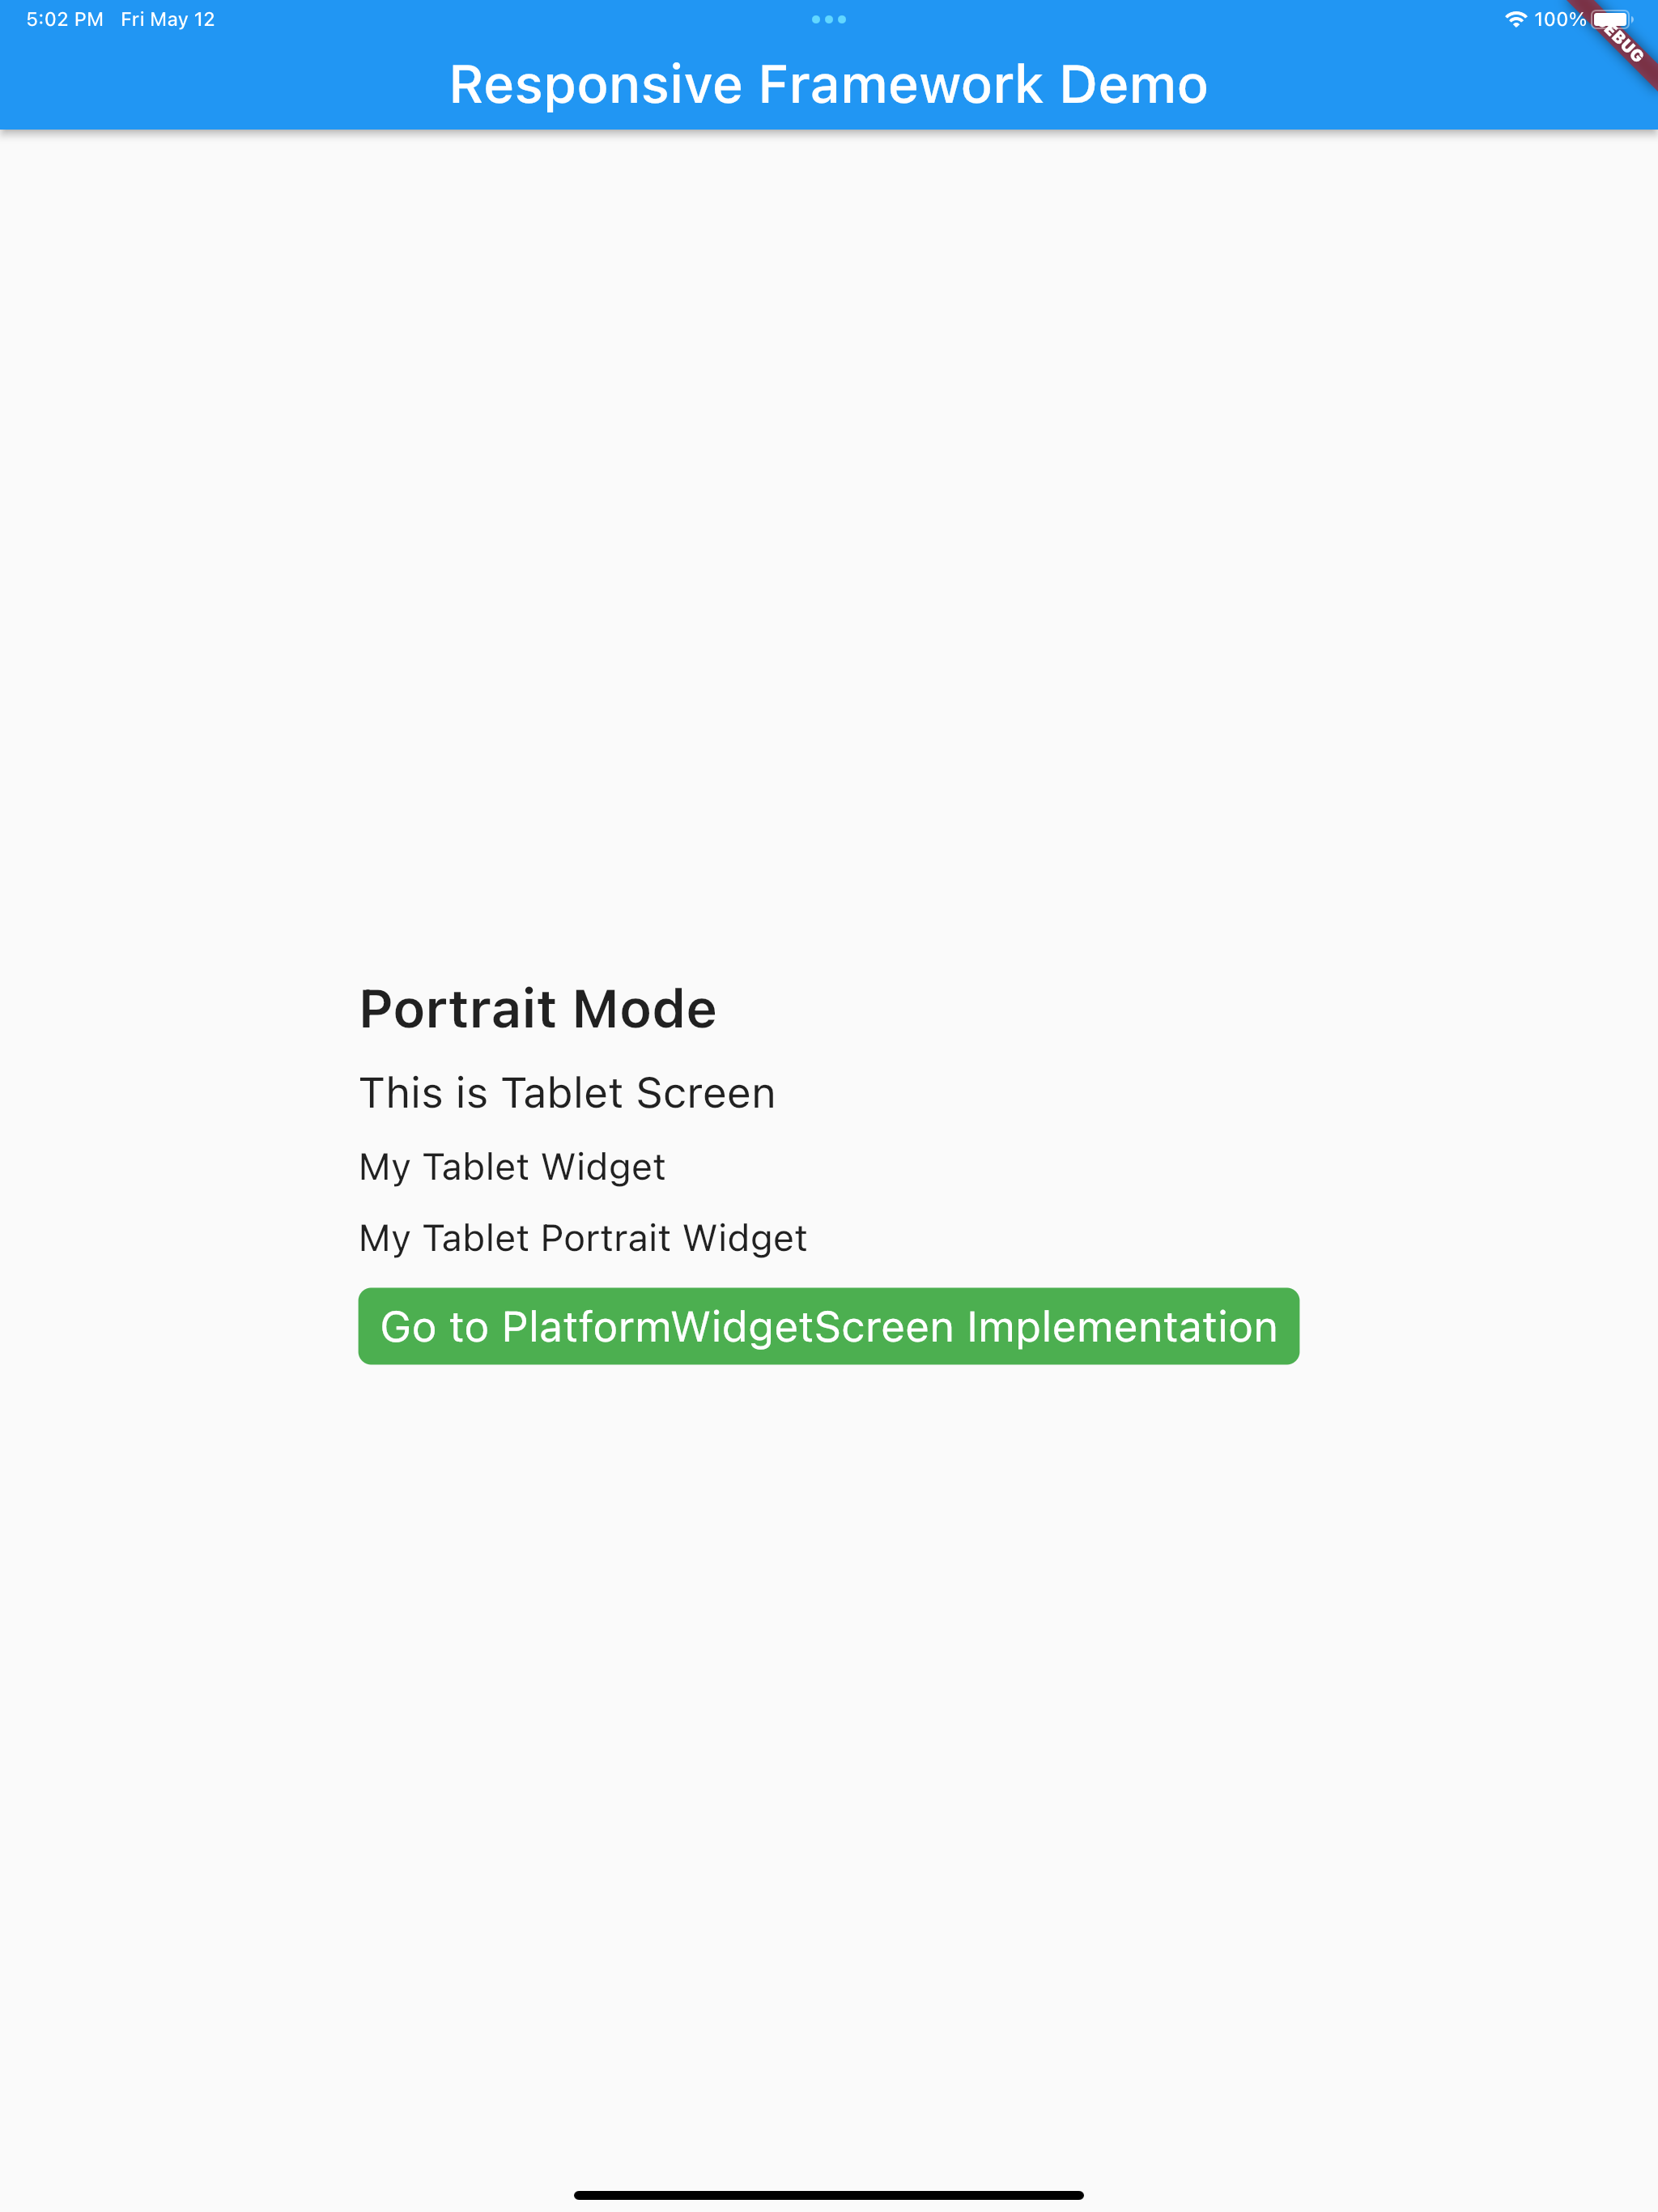 5:02 PM Fri May 12 100%
Responsive Framework Demo
Portrait Mode
This is Tablet Screen
My Tablet Widget
My Tablet Portrait Widget
Go to PlatformWidgetScreen Implementation